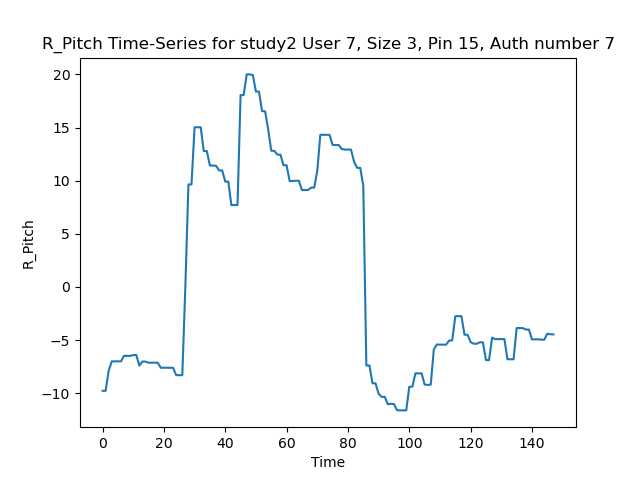 R_Pitch Time-Series for study2 User 7, Size 3, Pin 15, Auth number 7
20
15
10
5
0
−5
−10
R_Pitch
0 20 40 60 80 100 120 140
Time